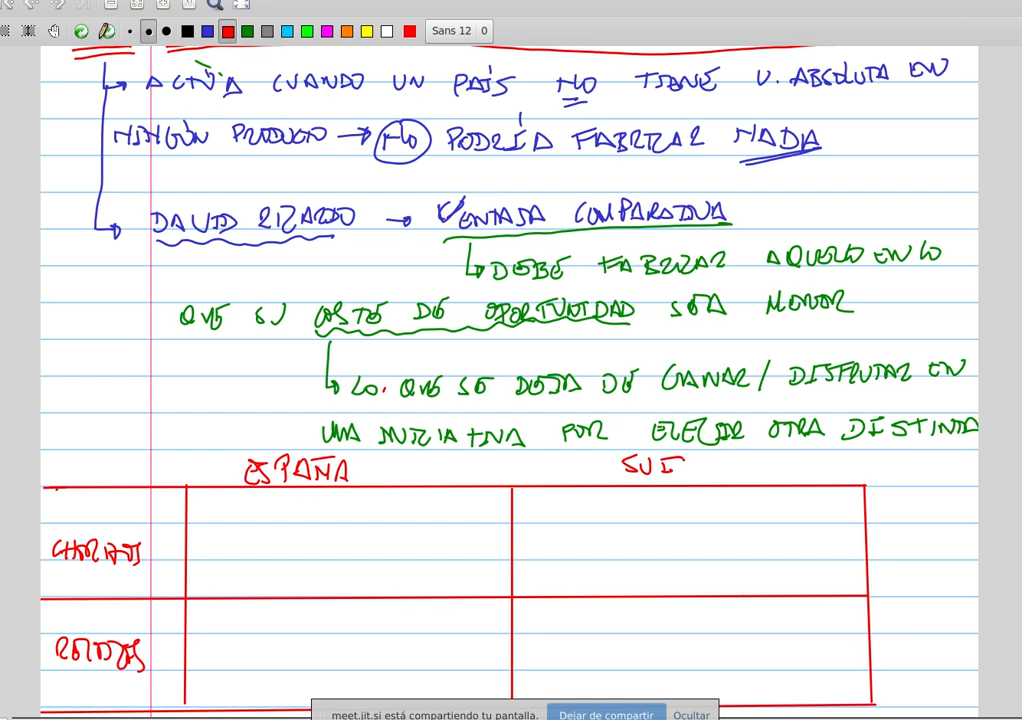 Sans 12 0
ACTÚA CUANDO UN PAÍS NO TIENE V. ABSOLUTA EN
NINGÚN PRODUCTO → NO PODRÍA FABRICAR NADA
DAVID RICARDO → VENTAJA COMPARATIVA
DEBE FABRICAR AQUELLO EN LO
QUE SU COSTE DE OPORTUNIDAD SEA MENOR
LO QUE SE DEJA DE GANAR / DISFRUTAR EN
UNA INICIATIVA POR ELEGIR OTRA DISTINTA
ESPAÑA SUI
CHORIZOS
RELOJES
meet.jit.si está compartiendo tu pantalla. Dejar de compartir Ocultar